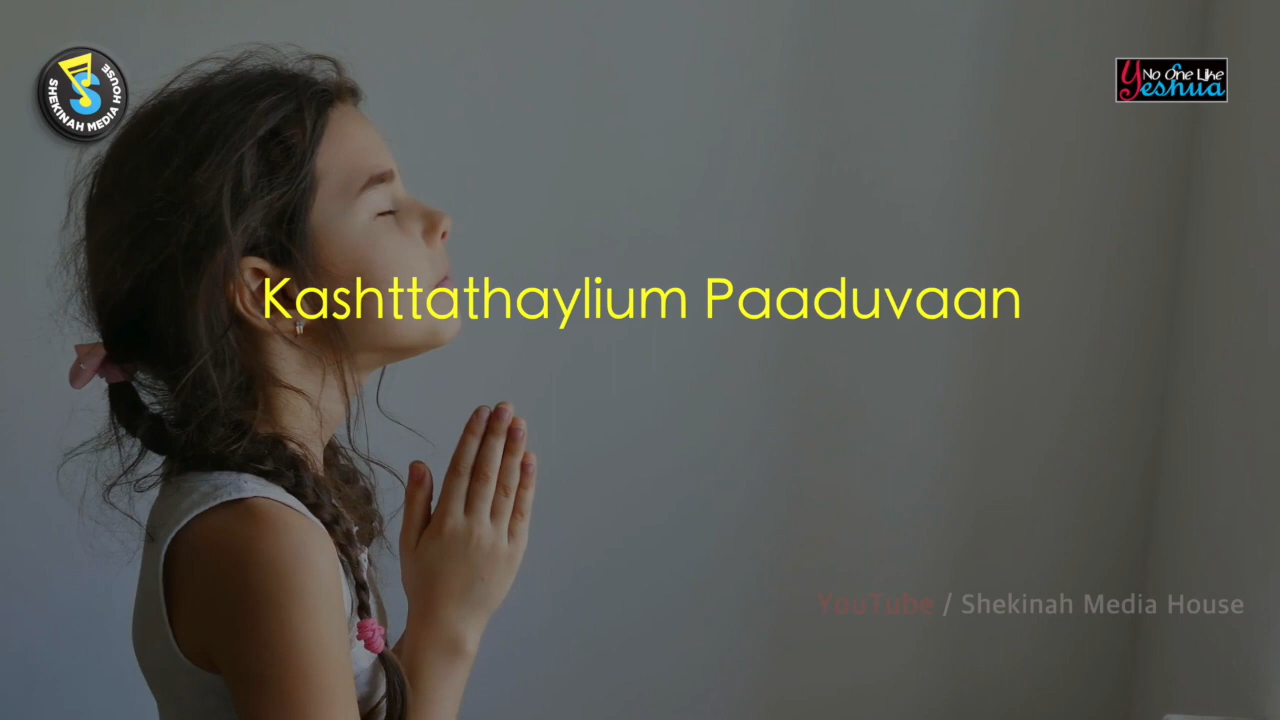 SHEKINAH MEDIA HOUSE
No One Like
Yeshua
Kashttathaylium Paaduvaan
YouTube / Shekinah Media House